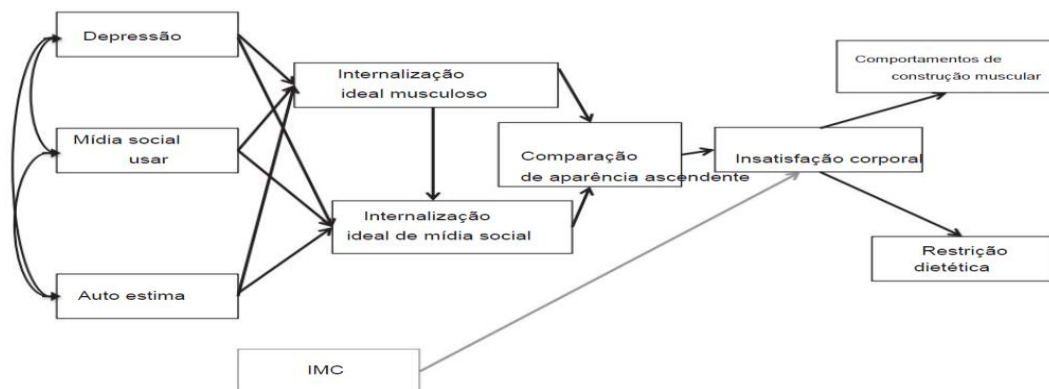 Depressão
Mídia social
usar
Auto estima
Internalização
ideal musculoso
Internalização
ideal de mídia social
Comparação
de aparência ascendente
Insatisfação corporal
Comportamentos de
construção muscular
Restrição
dietética
IMC